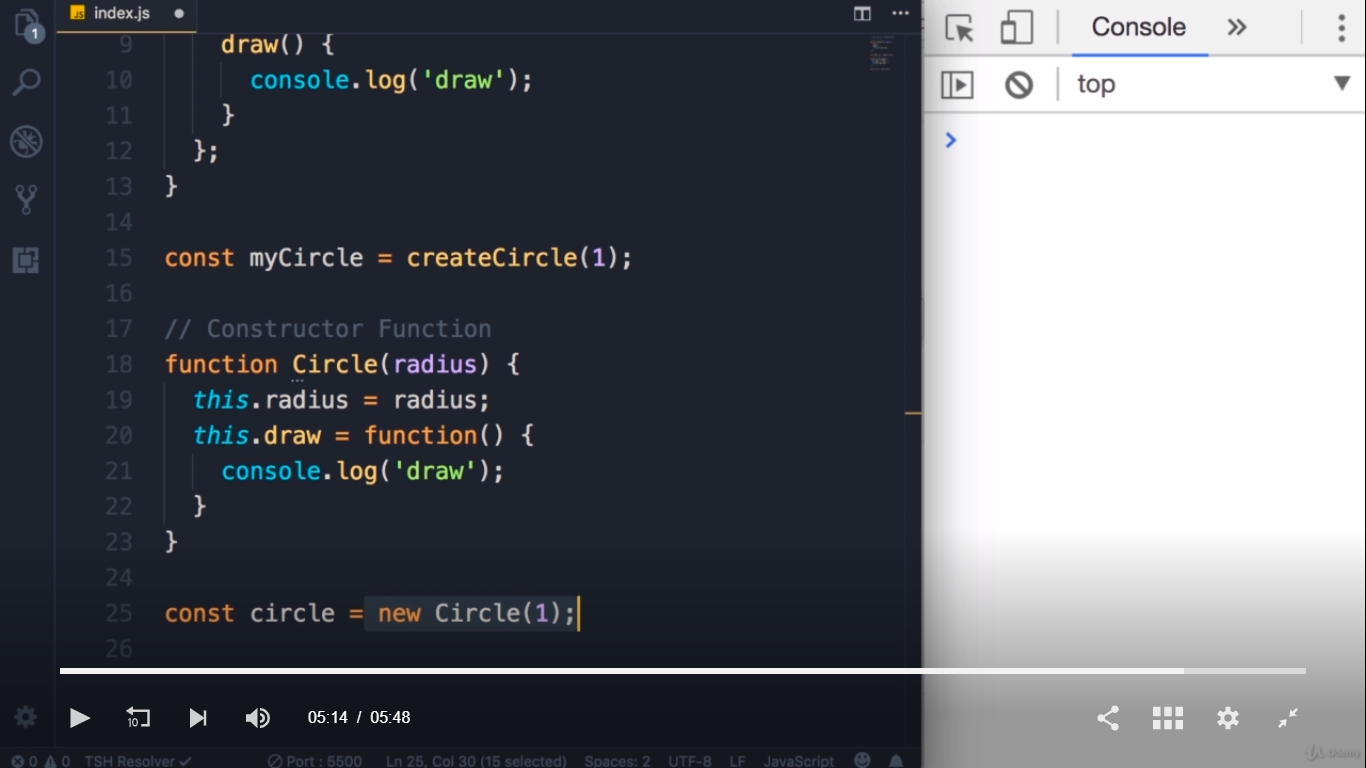 1
JS index.js
Console
top
9 draw() {
10 console.log('draw');
11 }
12 };
13 }
14
15 const myCircle = createCircle(1);
16
17 // Constructor Function
18 function Circle(radius) {
19 this.radius = radius;
20 this.draw = function() {
21 console.log('draw');
22 }
23 }
24
25 const circle = new Circle(1);
26
10
05:14 / 05:48
0 0 TSH Resolver Port : 5500 Ln 25, Col 30 (15 selected) Spaces: 2 UTF-8 LF JavaScript
Udemy